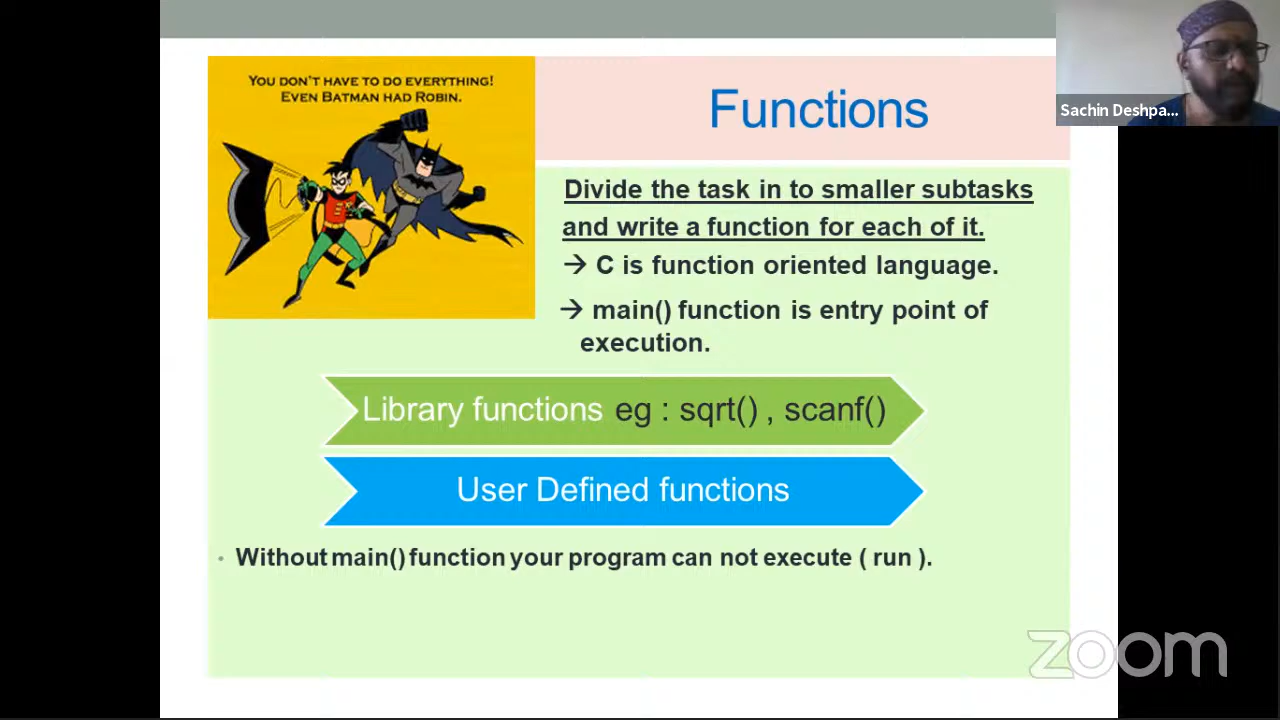 YOU DON'T HAVE TO DO EVERYTHING!
EVEN BATMAN HAD ROBIN.
Functions
Sachin Deshpa...
Divide the task in to smaller subtasks
and write a function for each of it.
→ C is function oriented language.
→ main() function is entry point of
execution.
Library functions eg : sqrt() , scanf()
User Defined functions
• Without main() function your program can not execute ( run ).
zoom